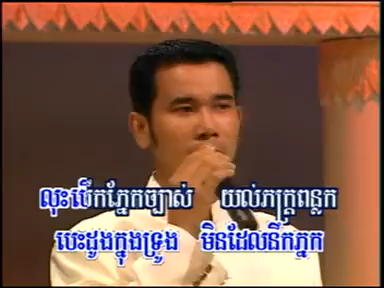 លុះបើកភ្នែកច្បាស់ យល់ភក្ត្រពន្លក
បេះដូងក្នុងទ្រូង មិនដែលនឹកភ្នក